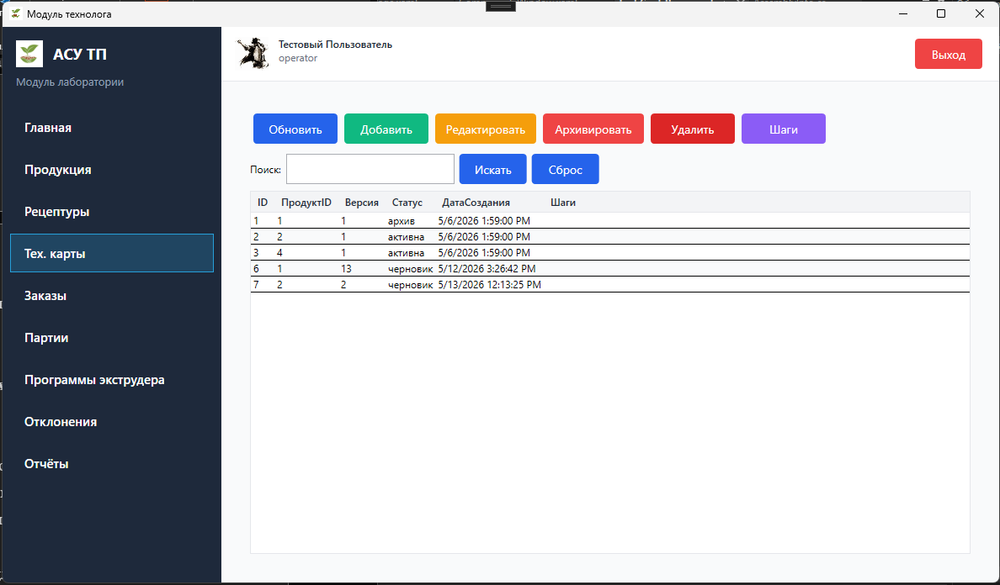 Модуль технолога
АСУ ТП
Модуль лаборатории
Главная
Продукция
Рецептуры
Тех. карты
Заказы
Партии
Программы экструдера
Отклонения
Отчёты
Тестовый Пользователь
operator
Выход
Обновить Добавить Редактировать Архивировать Удалить Шаги
Поиск: Искать Сброс
ID ПродуктID Версия Статус ДатаСоздания Шаги
1 1 1 архив 5/6/2026 1:59:00 PM
2 2 1 активна 5/6/2026 1:59:00 PM
3 4 1 активна 5/6/2026 1:59:00 PM
6 1 13 черновик 5/12/2026 3:26:42 PM
7 2 2 черновик 5/13/2026 12:13:25 PM